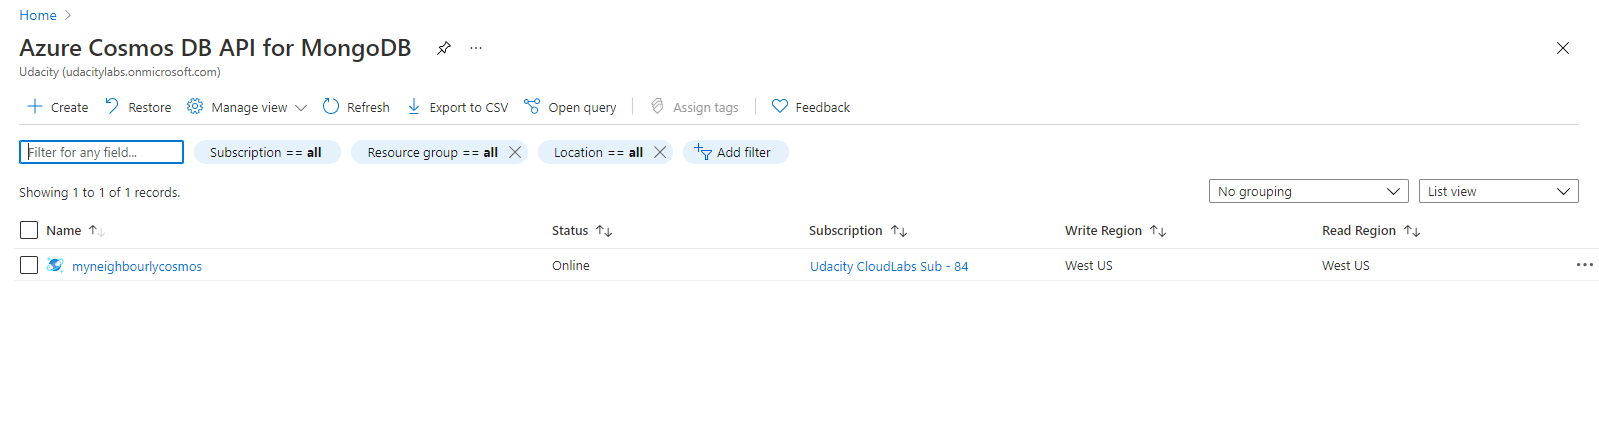 Home
Azure Cosmos DB API for MongoDB
Udacity (udacitylabs.onmicrosoft.com)
Create Restore Manage view Refresh Export to CSV Open query Assign tags Feedback
Filter for any field... Subscription == all Resource group == all Location == all Add filter
Showing 1 to 1 of 1 records. No grouping List view
Name Status Subscription Write Region Read Region
myneighbourlycosmos Online Udacity CloudLabs Sub - 84 West US West US